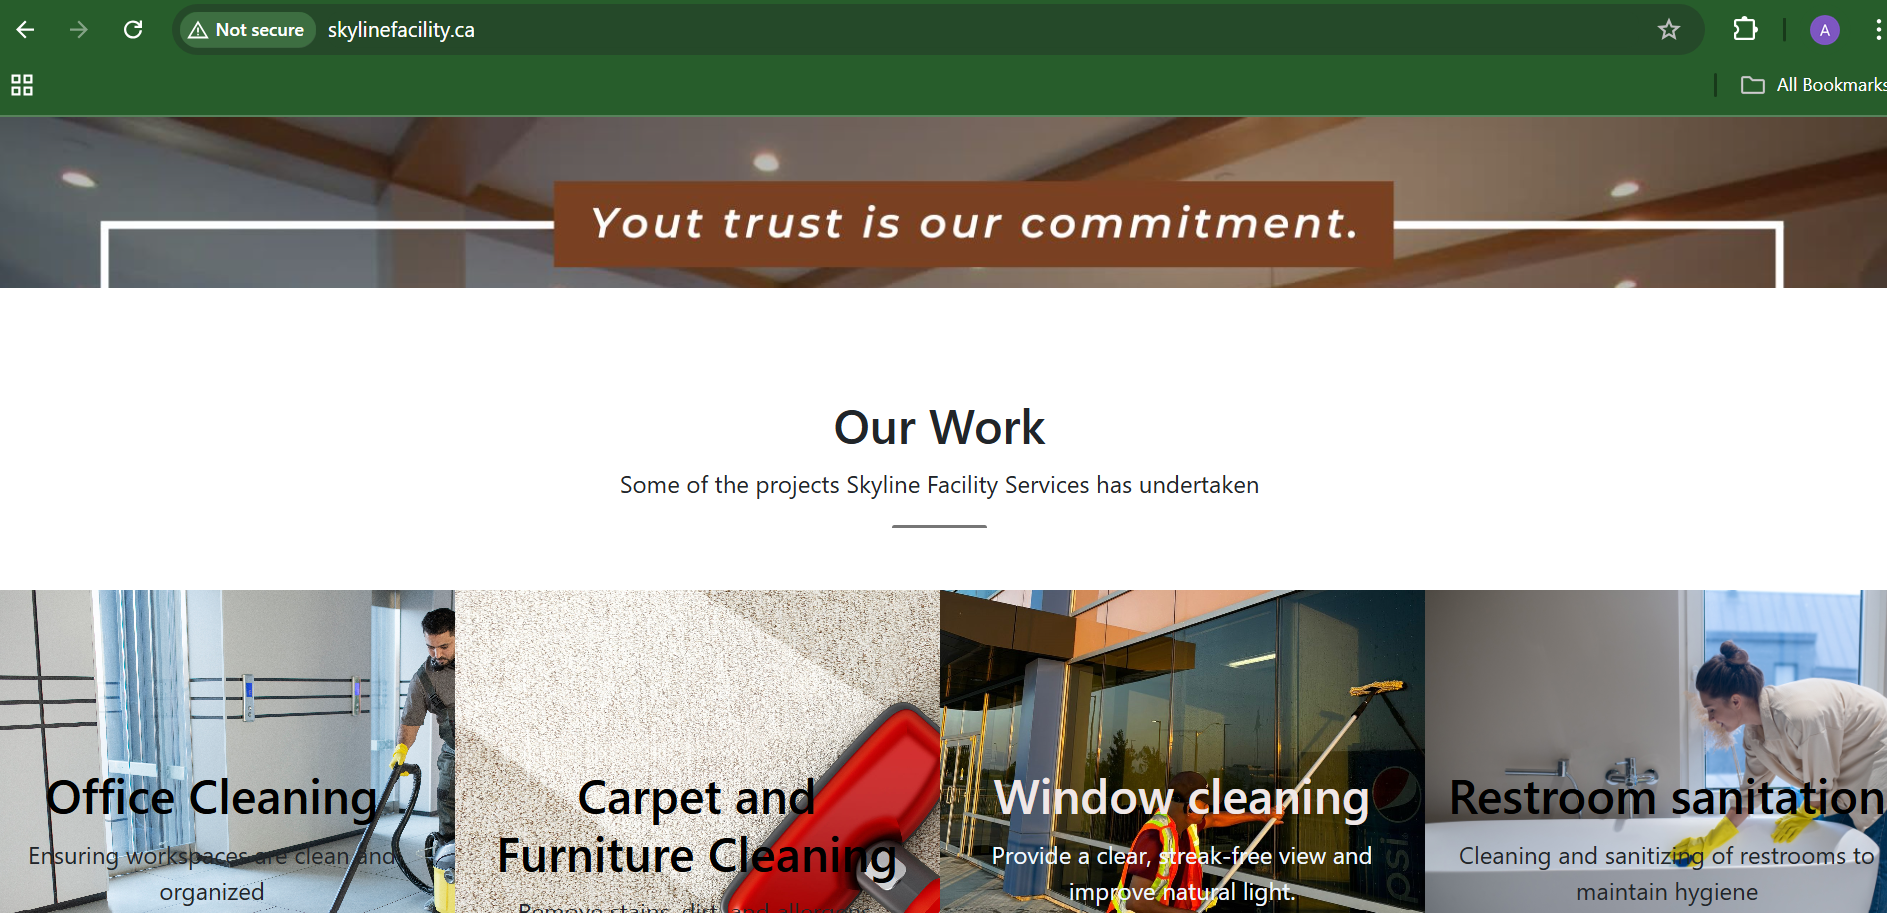 Not secure
skylinefacility.ca
A
All Bookmarks
Yout trust is our commitment.
Our Work
Some of the projects Skyline Facility Services has undertaken
Office Cleaning
Ensuring workspaces are clean and
organized
Carpet and
Furniture Cleaning
Remove stains, dirt, and allergens
Window cleaning
Provide a clear, streak-free view and
improve natural light.
pepsi
Restroom sanitation
Cleaning and sanitizing of restrooms to
maintain hygiene